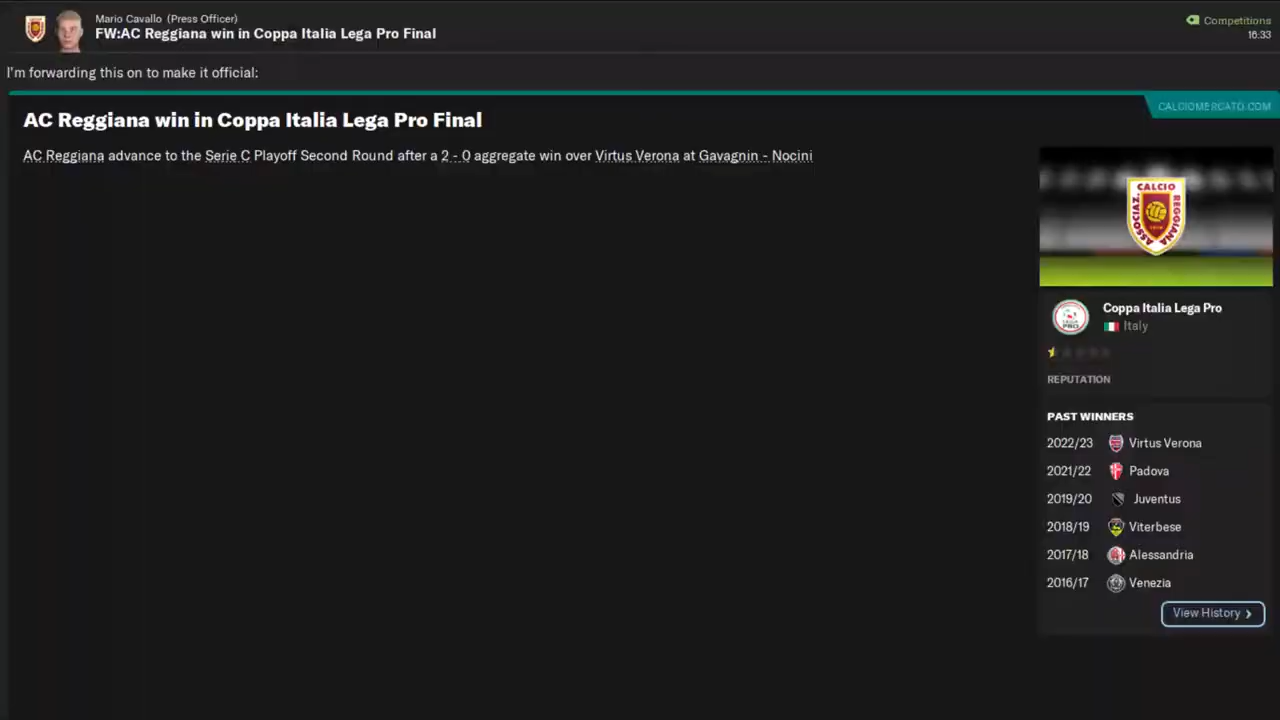 Mario Cavallo (Press Officer)
FW:AC Reggiana win in Coppa Italia Lega Pro Final
Competitions
16:33
I'm forwarding this on to make it official:
CALCIOMERCATO.COM
AC Reggiana win in Coppa Italia Lega Pro Final
AC Reggiana advance to the Serie C Playoff Second Round after a 2 - 0 aggregate win over Virtus Verona at Gavagnin - Nocini
CALCIO
ASSOCIAZ.
REGGIANA
1919
Coppa Italia Lega Pro
Italy
REPUTATION
PAST WINNERS
2022/23 Virtus Verona
2021/22 Padova
2019/20 Juventus
2018/19 Viterbese
2017/18 Alessandria
2016/17 Venezia
View History